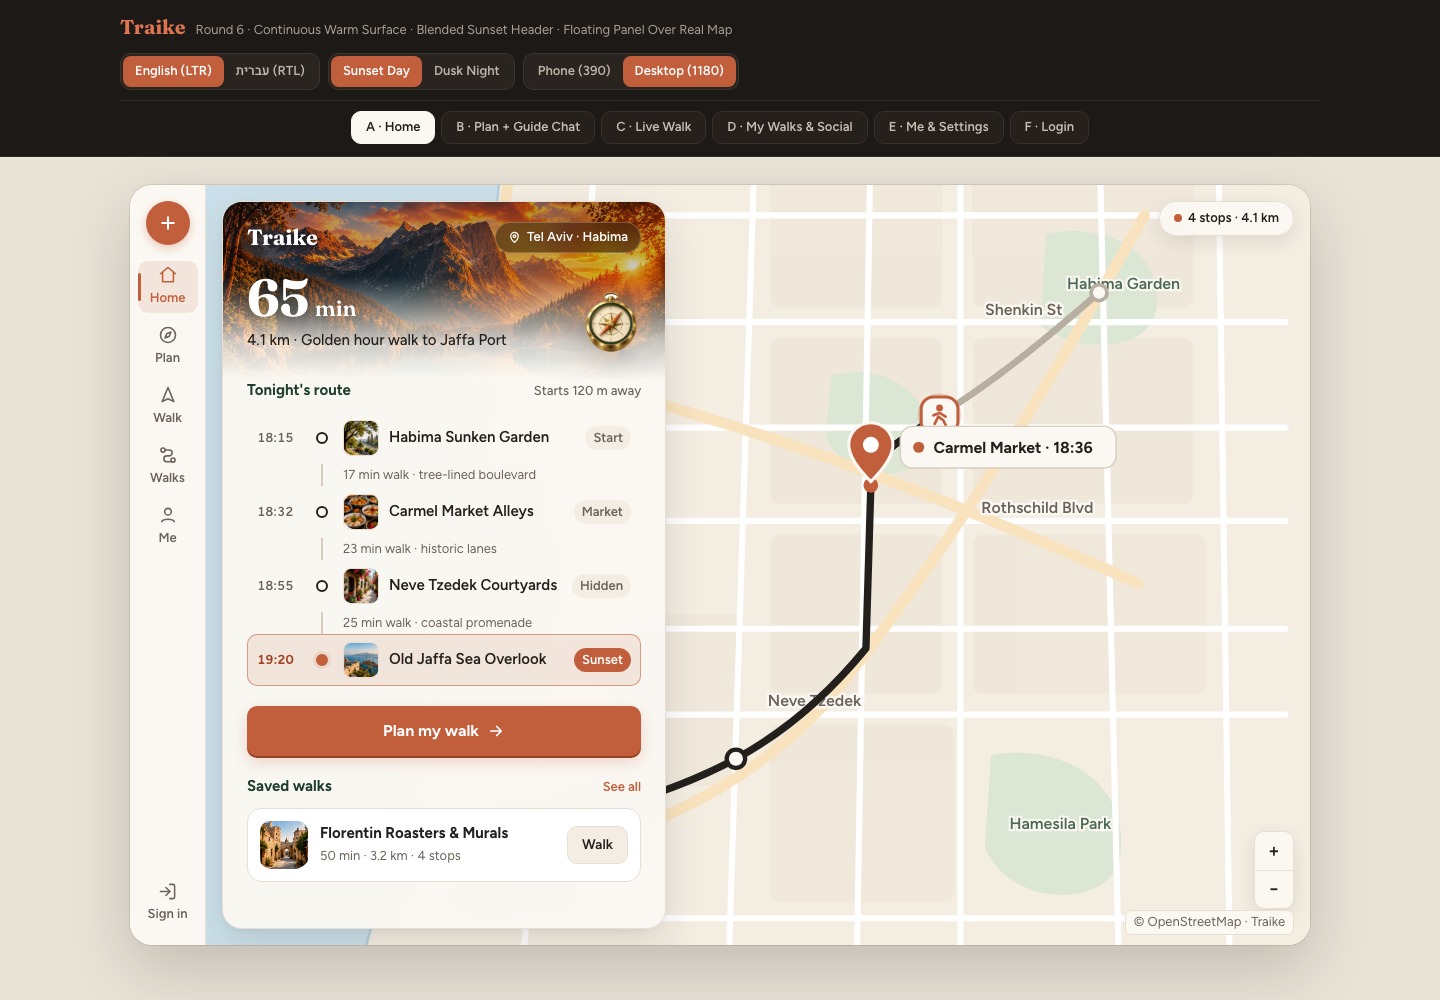 Traike Round 6 · Continuous Warm Surface · Blended Sunset Header · Floating Panel Over Real Map
English (LTR) עברית (RTL) Sunset Day Dusk Night Phone (390) Desktop (1180)
A · Home B · Plan + Guide Chat C · Live Walk D · My Walks & Social E · Me & Settings F · Login
+
Home
Plan
Walk
Walks
Me
Sign in
Traike
Tel Aviv · Habima
65 min
4.1 km · Golden hour walk to Jaffa Port
Tonight's route Starts 120 m away
18:15 Habima Sunken Garden Start
17 min walk · tree-lined boulevard
18:32 Carmel Market Alleys Market
23 min walk · historic lanes
18:55 Neve Tzedek Courtyards Hidden
25 min walk · coastal promenade
19:20 Old Jaffa Sea Overlook Sunset
Plan my walk →
Saved walks See all
Florentin Roasters & Murals
50 min · 3.2 km · 4 stops
Walk
4 stops · 4.1 km
Habima Garden
Shenkin St
Carmel Market · 18:36
Rothschild Blvd
Neve Tzedek
Hamesila Park
+
−
© OpenStreetMap · Traike